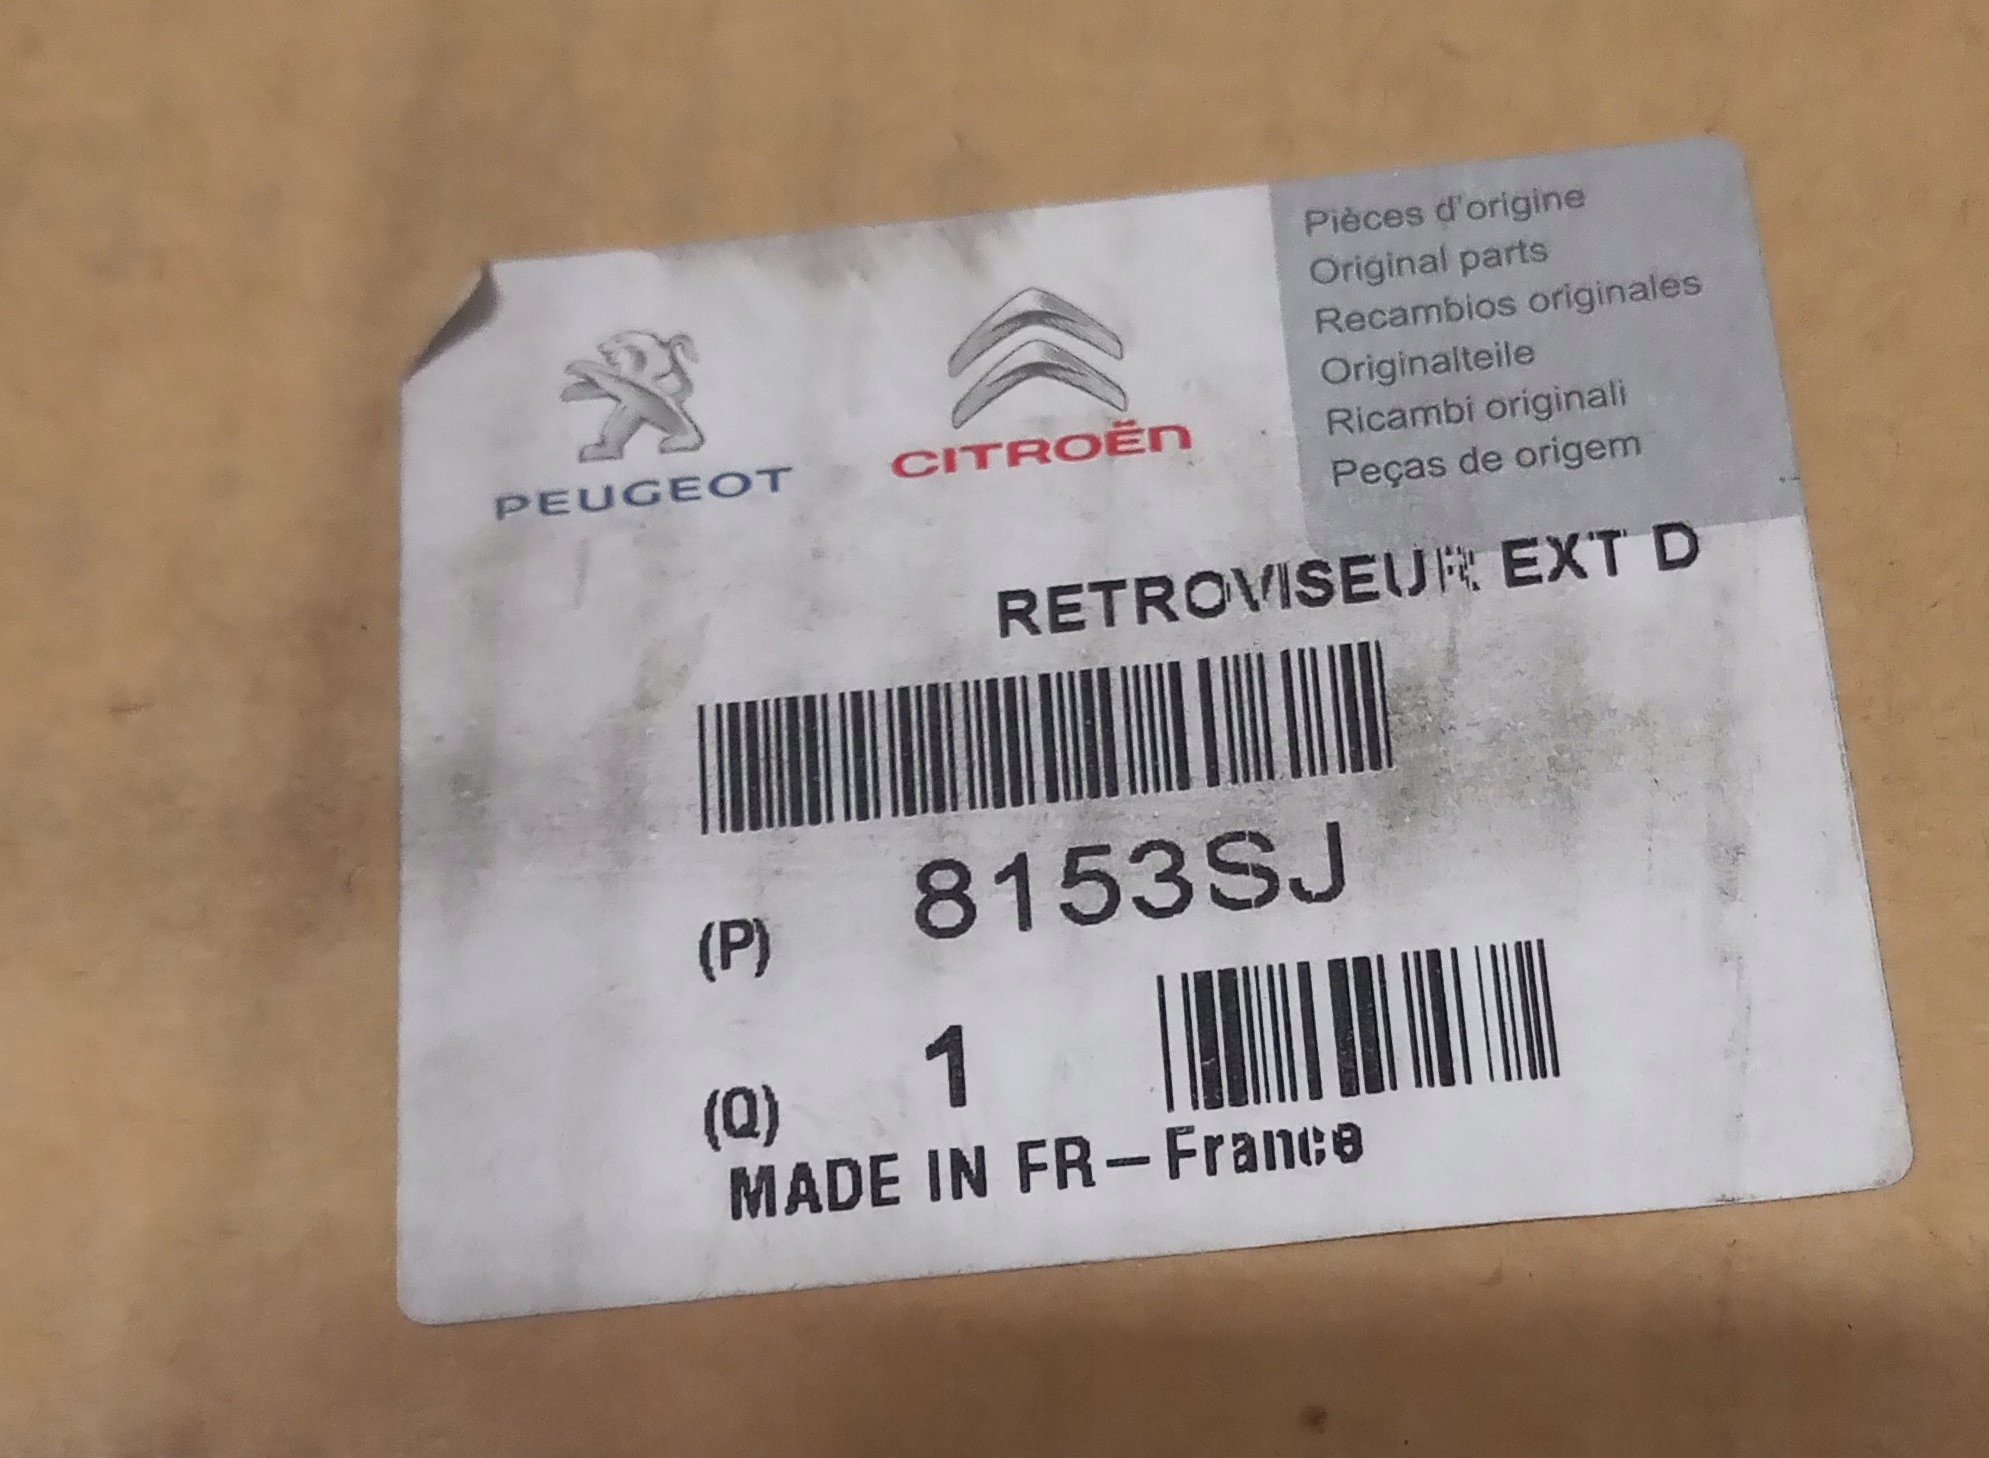 PEUGEOT
CITROËN
Pièces d'origine
Original parts
Recambios originales
Originalteile
Ricambi originali
Peças de origem
RETROVISEUR EXT D
(P) 8153SJ
(Q) 1
MADE IN FR-France